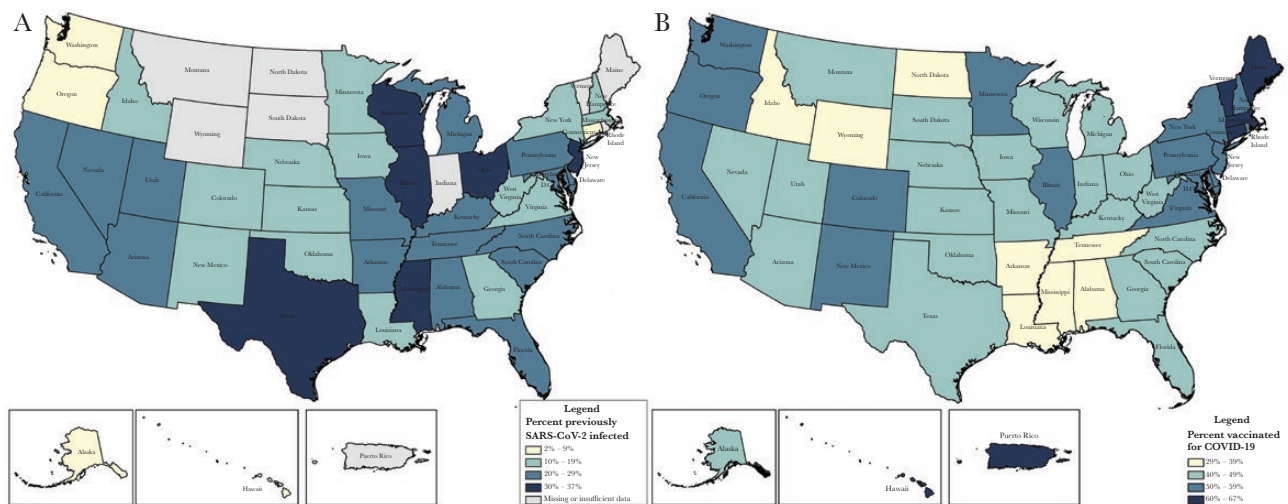 A
Washington
Oregon
Idaho
Montana
North Dakota
South Dakota
Wyoming
Minnesota
Wisconsin
Michigan
Maine
Vermont
New
Hampshire
New York
Massachusetts
Connecticut
Rhode
Island
New
Jersey
Delaware
Maryland
D.C.
Pennsylvania
Nebraska
Iowa
Illinois
Indiana
Ohio
West
Virginia
Virginia
California
Nevada
Utah
Colorado
Kansas
Missouri
Kentucky
North Carolina
Tennessee
South Carolina
Arizona
New Mexico
Oklahoma
Arkansas
Texas
Louisiana
Mississippi
Alabama
Georgia
Florida
Alaska
Hawaii
Puerto Rico
Legend
Percent previously
SARS-CoV-2 infected
2% – 9%
10% – 19%
20% – 29%
30% – 37%
Missing or insufficient data
B
Washington
Oregon
Idaho
Montana
North Dakota
South Dakota
Wyoming
Minnesota
Wisconsin
Michigan
Maine
Vermont
New
Hampshire
New York
Rhode
Island
New
Jersey
Delaware
D.C.
Pennsylvania
Nebraska
Iowa
Illinois
Indiana
Ohio
West
Virginia
Virginia
California
Nevada
Utah
Colorado
Kansas
Missouri
Kentucky
North Carolina
Tennessee
South Carolina
Arizona
New Mexico
Oklahoma
Arkansas
Texas
Louisiana
Mississippi
Alabama
Georgia
Florida
Alaska
Hawaii
Puerto Rico
Legend
Percent vaccinated
for COVID-19
29% – 39%
40% – 49%
50% – 59%
60% – 67%